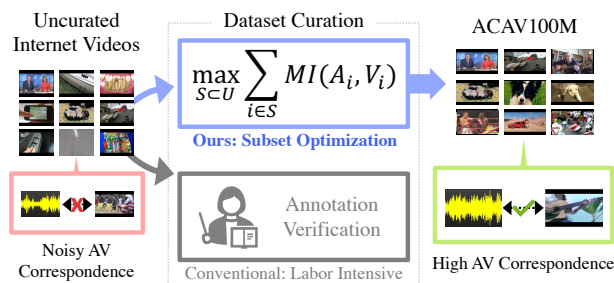 Uncurated
Internet Videos
Dataset Curation
ACAV100M
max
S⊂U
∑
i∈S
MI(A_i, V_i)
Ours: Subset Optimization
Annotation
Verification
Conventional: Labor Intensive
Noisy AV
Correspondence
High AV Correspondence